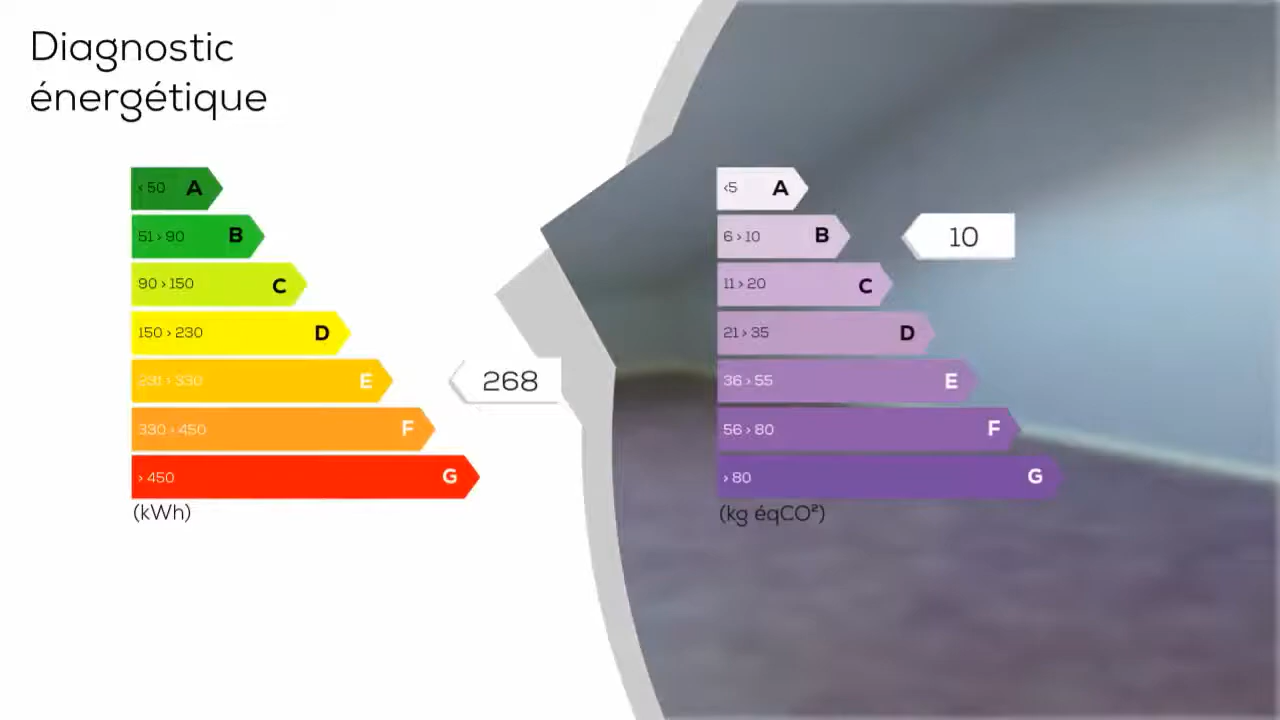 Diagnostic
énergétique
< 50 A
51 > 90 B
90 > 150 C
150 > 230 D
231 > 330 E
330 > 450 F
> 450 G
(kWh)
268
<5 A
6 > 10 B
11 > 20 C
21 > 35 D
36 > 55 E
56 > 80 F
> 80 G
(kg éqCO²)
10